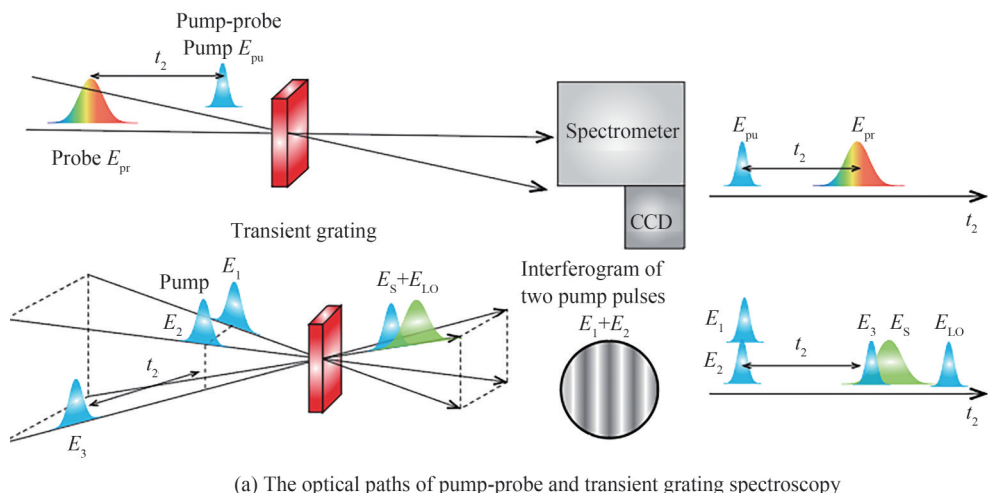 Pump-probe
Pump E_pu
t_2
Probe E_pr
Spectrometer
CCD
E_pu
E_pr
t_2
t_2
Transient grating
Pump
E_1
E_2
t_2
E_3
E_S+E_LO
Interferogram of
two pump pulses
E_1+E_2
E_1
E_2
t_2
E_3
E_S
E_LO
t_2
(a) The optical paths of pump-probe and transient grating spectroscopy